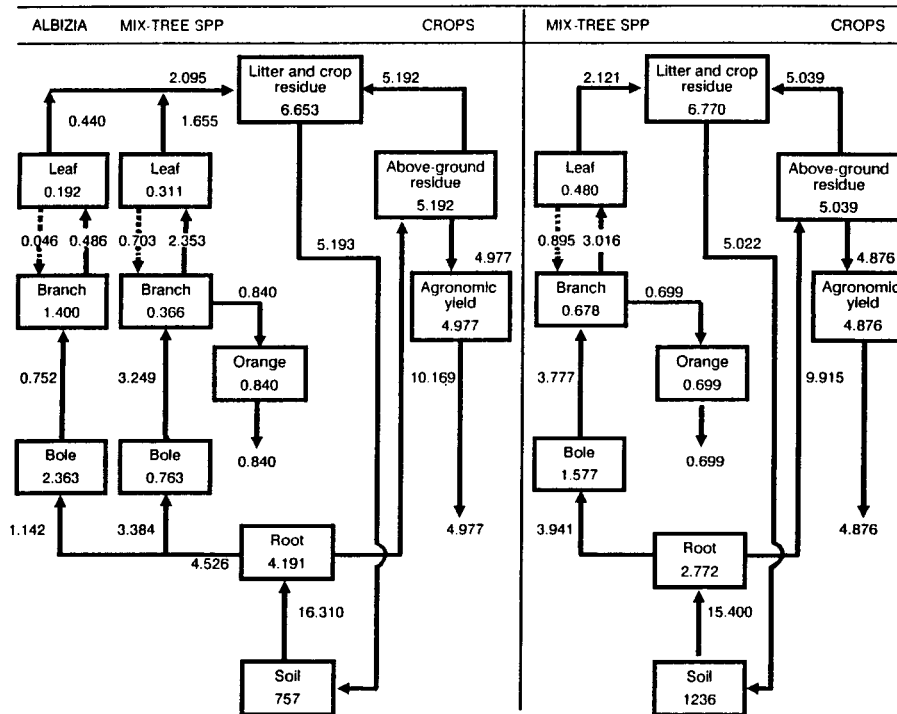 ALBIZIA MIX-TREE SPP CROPS MIX-TREE SPP CROPS
2.095
Litter and crop
residue
6.653
5.192
0.440
1.655
Leaf
0.192
Leaf
0.311
Above-ground
residue
5.192
0.046
0.486
0.703
2.353
5.193
4.977
Branch
1.400
Branch
0.366
0.840
Agronomic
yield
4.977
Orange
0.840
0.752
3.249
10.169
0.840
Bole
2.363
Bole
0.763
1.142
3.384
4.526
Root
4.191
4.977
16.310
Soil
757
2.121
Litter and crop
residue
6.770
5.039
Leaf
0.480
Above-ground
residue
5.039
0.895
3.016
5.022
4.876
Branch
0.678
0.699
Agronomic
yield
4.876
Orange
0.699
3.777
9.915
0.699
Bole
1.577
3.941
Root
2.772
4.876
15.400
Soil
1236